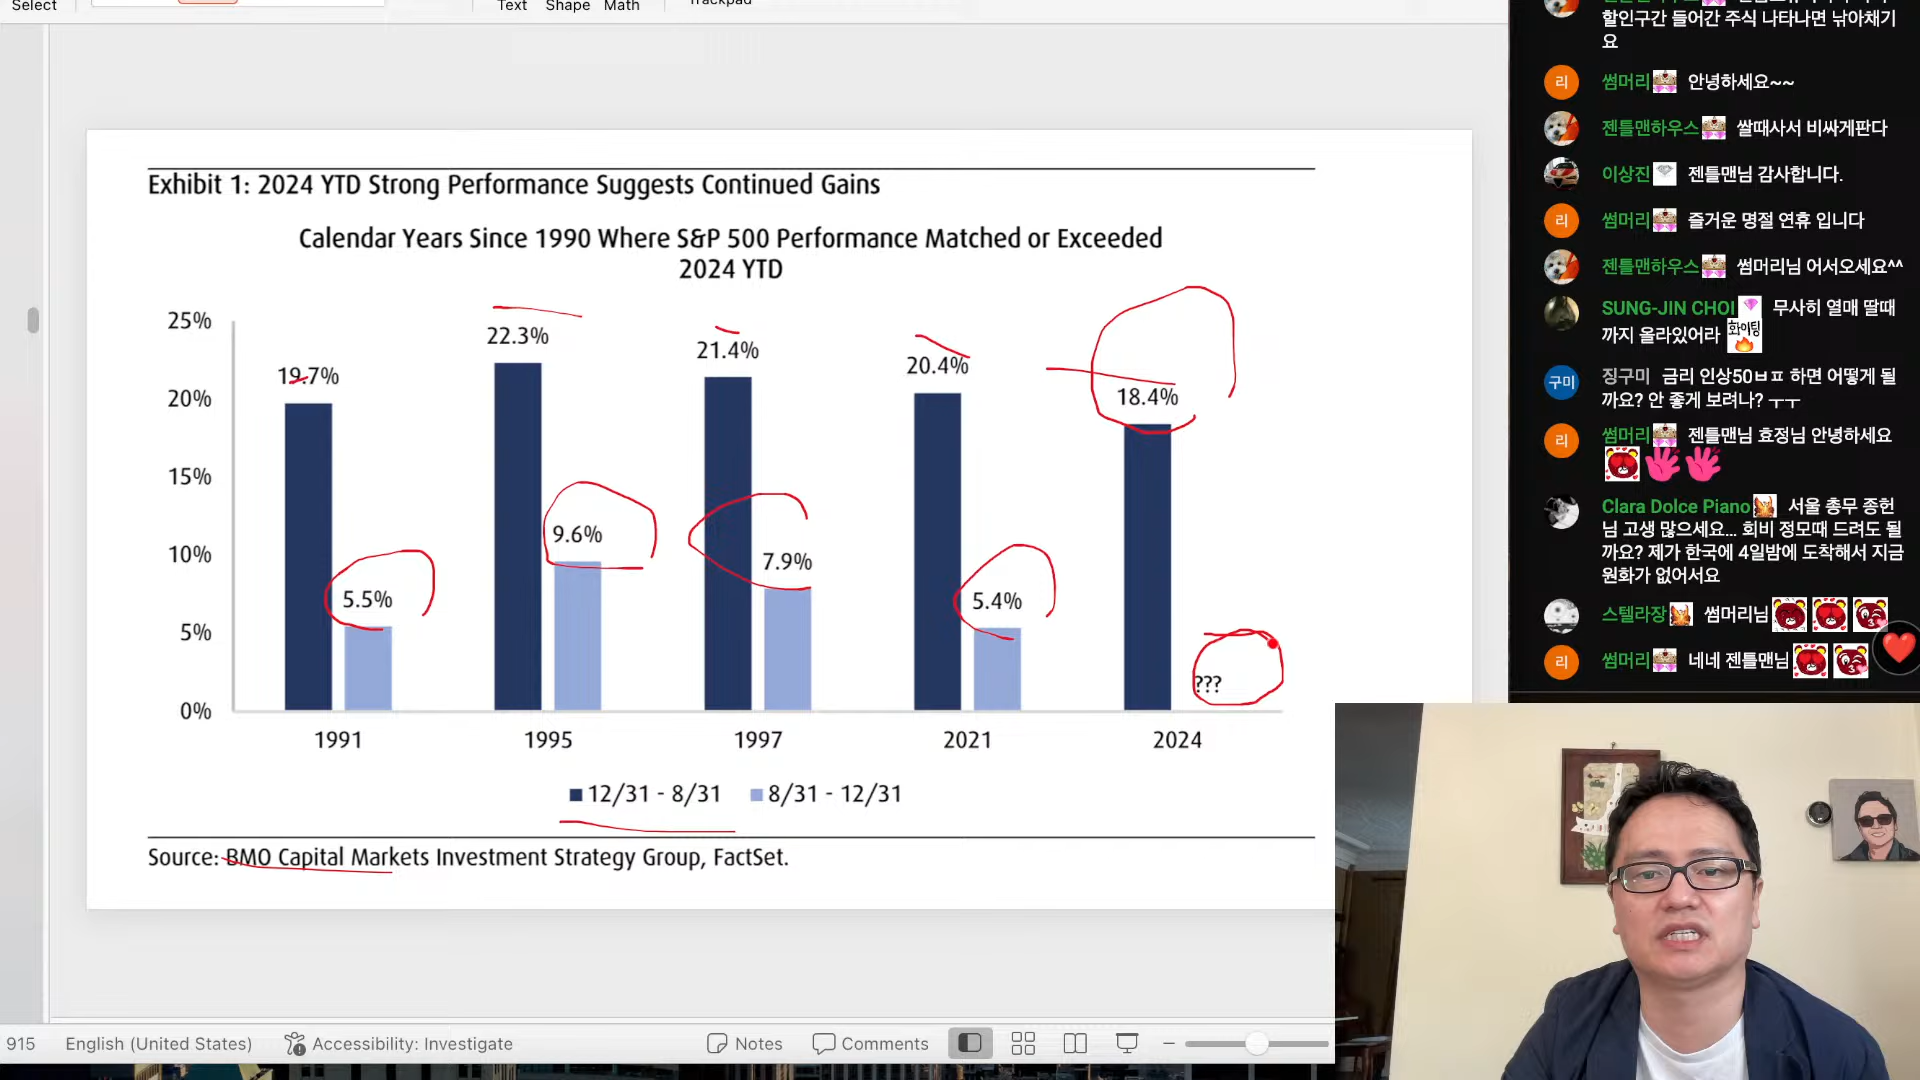 Select
Text Shape Math
Trackpad
Exhibit 1: 2024 YTD Strong Performance Suggests Continued Gains
Calendar Years Since 1990 Where S&P 500 Performance Matched or Exceeded
2024 YTD
25%
20%
15%
10%
5%
0%
19.7%
5.5%
22.3%
9.6%
21.4%
7.9%
20.4%
5.4%
18.4%
???
1991
1995
1997
2021
2024
12/31 - 8/31
8/31 - 12/31
Source: BMO Capital Markets Investment Strategy Group, FactSet.
915
English (United States)
Accessibility: Investigate
Notes
Comments
할인구간 들어간 주식 나타나면 낚아채기
요
리 썸머리 안녕하세요~~
젠틀맨하우스 쌀때사서 비싸게판다
이상진 젠틀맨님 감사합니다.
리 썸머리 즐거운 명절 연휴 입니다
젠틀맨하우스 썸머리님 어서오세요^^
SUNG-JIN CHOI 무사히 열매 딸때
까지 올라있어라 화이팅
구미 징구미 금리 인상50ㅂㅍ 하면 어떻게 될
까요? 안 좋게 보려나? ㅜㅜ
리 썸머리 젠틀맨님 효정님 안녕하세요
Clara Dolce Piano 서울 총무 종헌
님 고생 많으세요... 회비 정모때 드려도 될
까요? 제가 한국에 4일밤에 도착해서 지금
원화가 없어서요
스텔라장 썸머리님
리 썸머리 네네 젠틀맨님